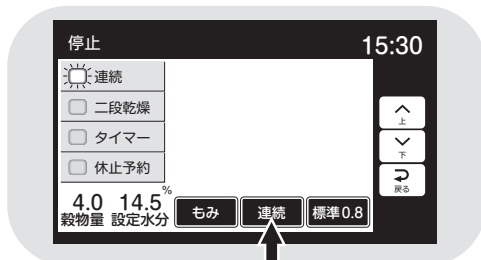 停止 15:30
連続
二段乾燥
タイマー
休止予約
上
下
戻る
4.0 14.5%
穀物量 設定水分
もみ 連続 標準0.8